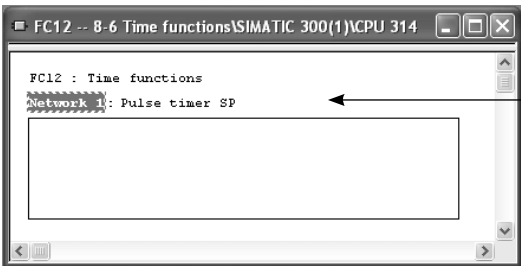 FC12 -- 8-6 Time functions\SIMATIC 300(1)\CPU 314
FC12 : Time functions
Network 1: Pulse timer SP